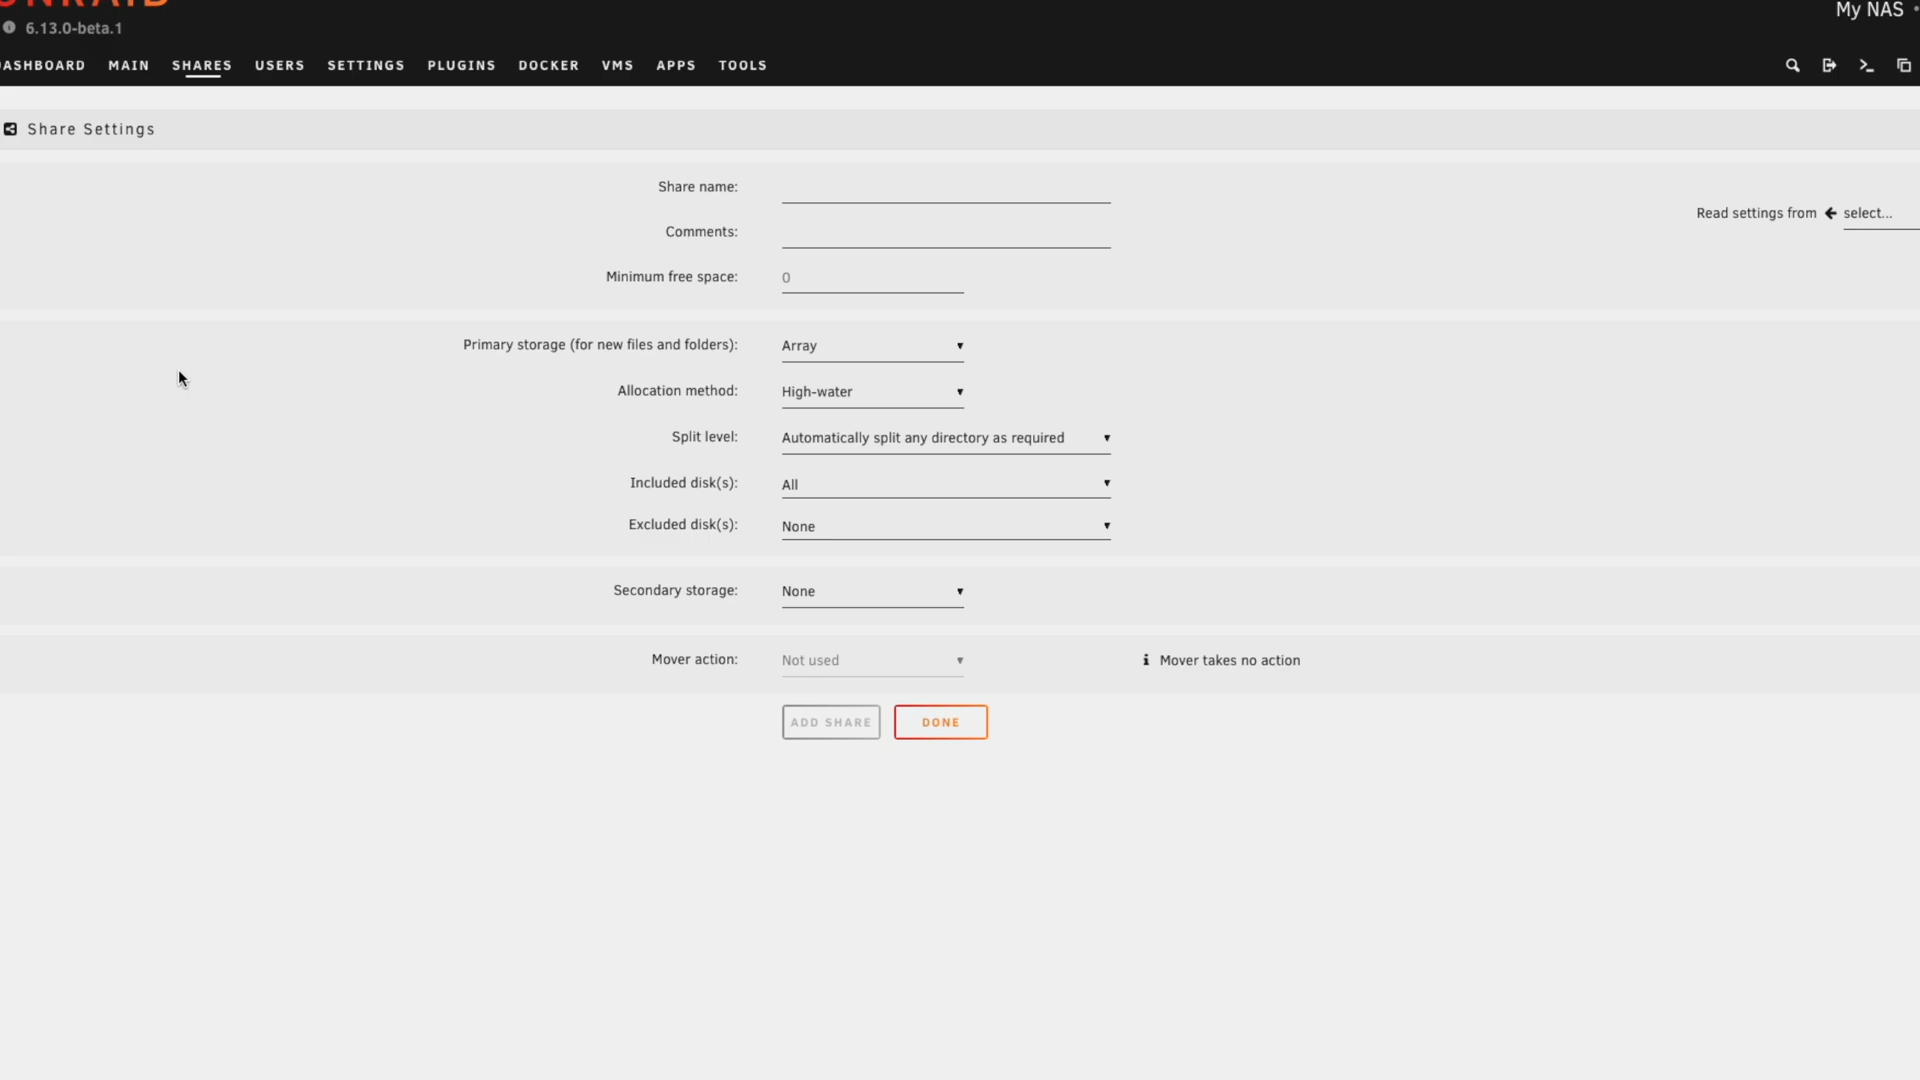 6.13.0-beta.1
My NAS
DASHBOARD MAIN SHARES USERS SETTINGS PLUGINS DOCKER VMS APPS TOOLS
Share Settings
Share name:
Read settings from select...
Comments:
Minimum free space: 0
Primary storage (for new files and folders): Array
Allocation method: High-water
Split level: Automatically split any directory as required
Included disk(s): All
Excluded disk(s): None
Secondary storage: None
Mover action: Not used Mover takes no action
ADD SHARE DONE